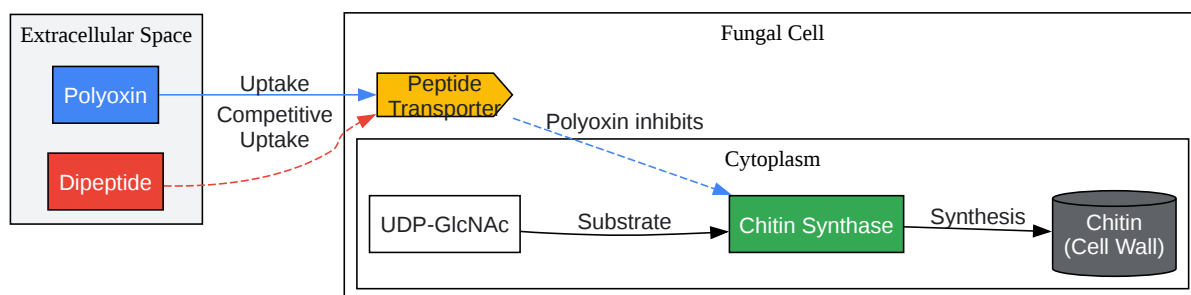 Extracellular Space
Fungal Cell
Polyoxin
Uptake
Peptide
Transporter
Competitive
Uptake
Polyoxin inhibits
Dipeptide
Cytoplasm
UDP-GlcNAc
Substrate
Chitin Synthase
Synthesis
Chitin
(Cell Wall)